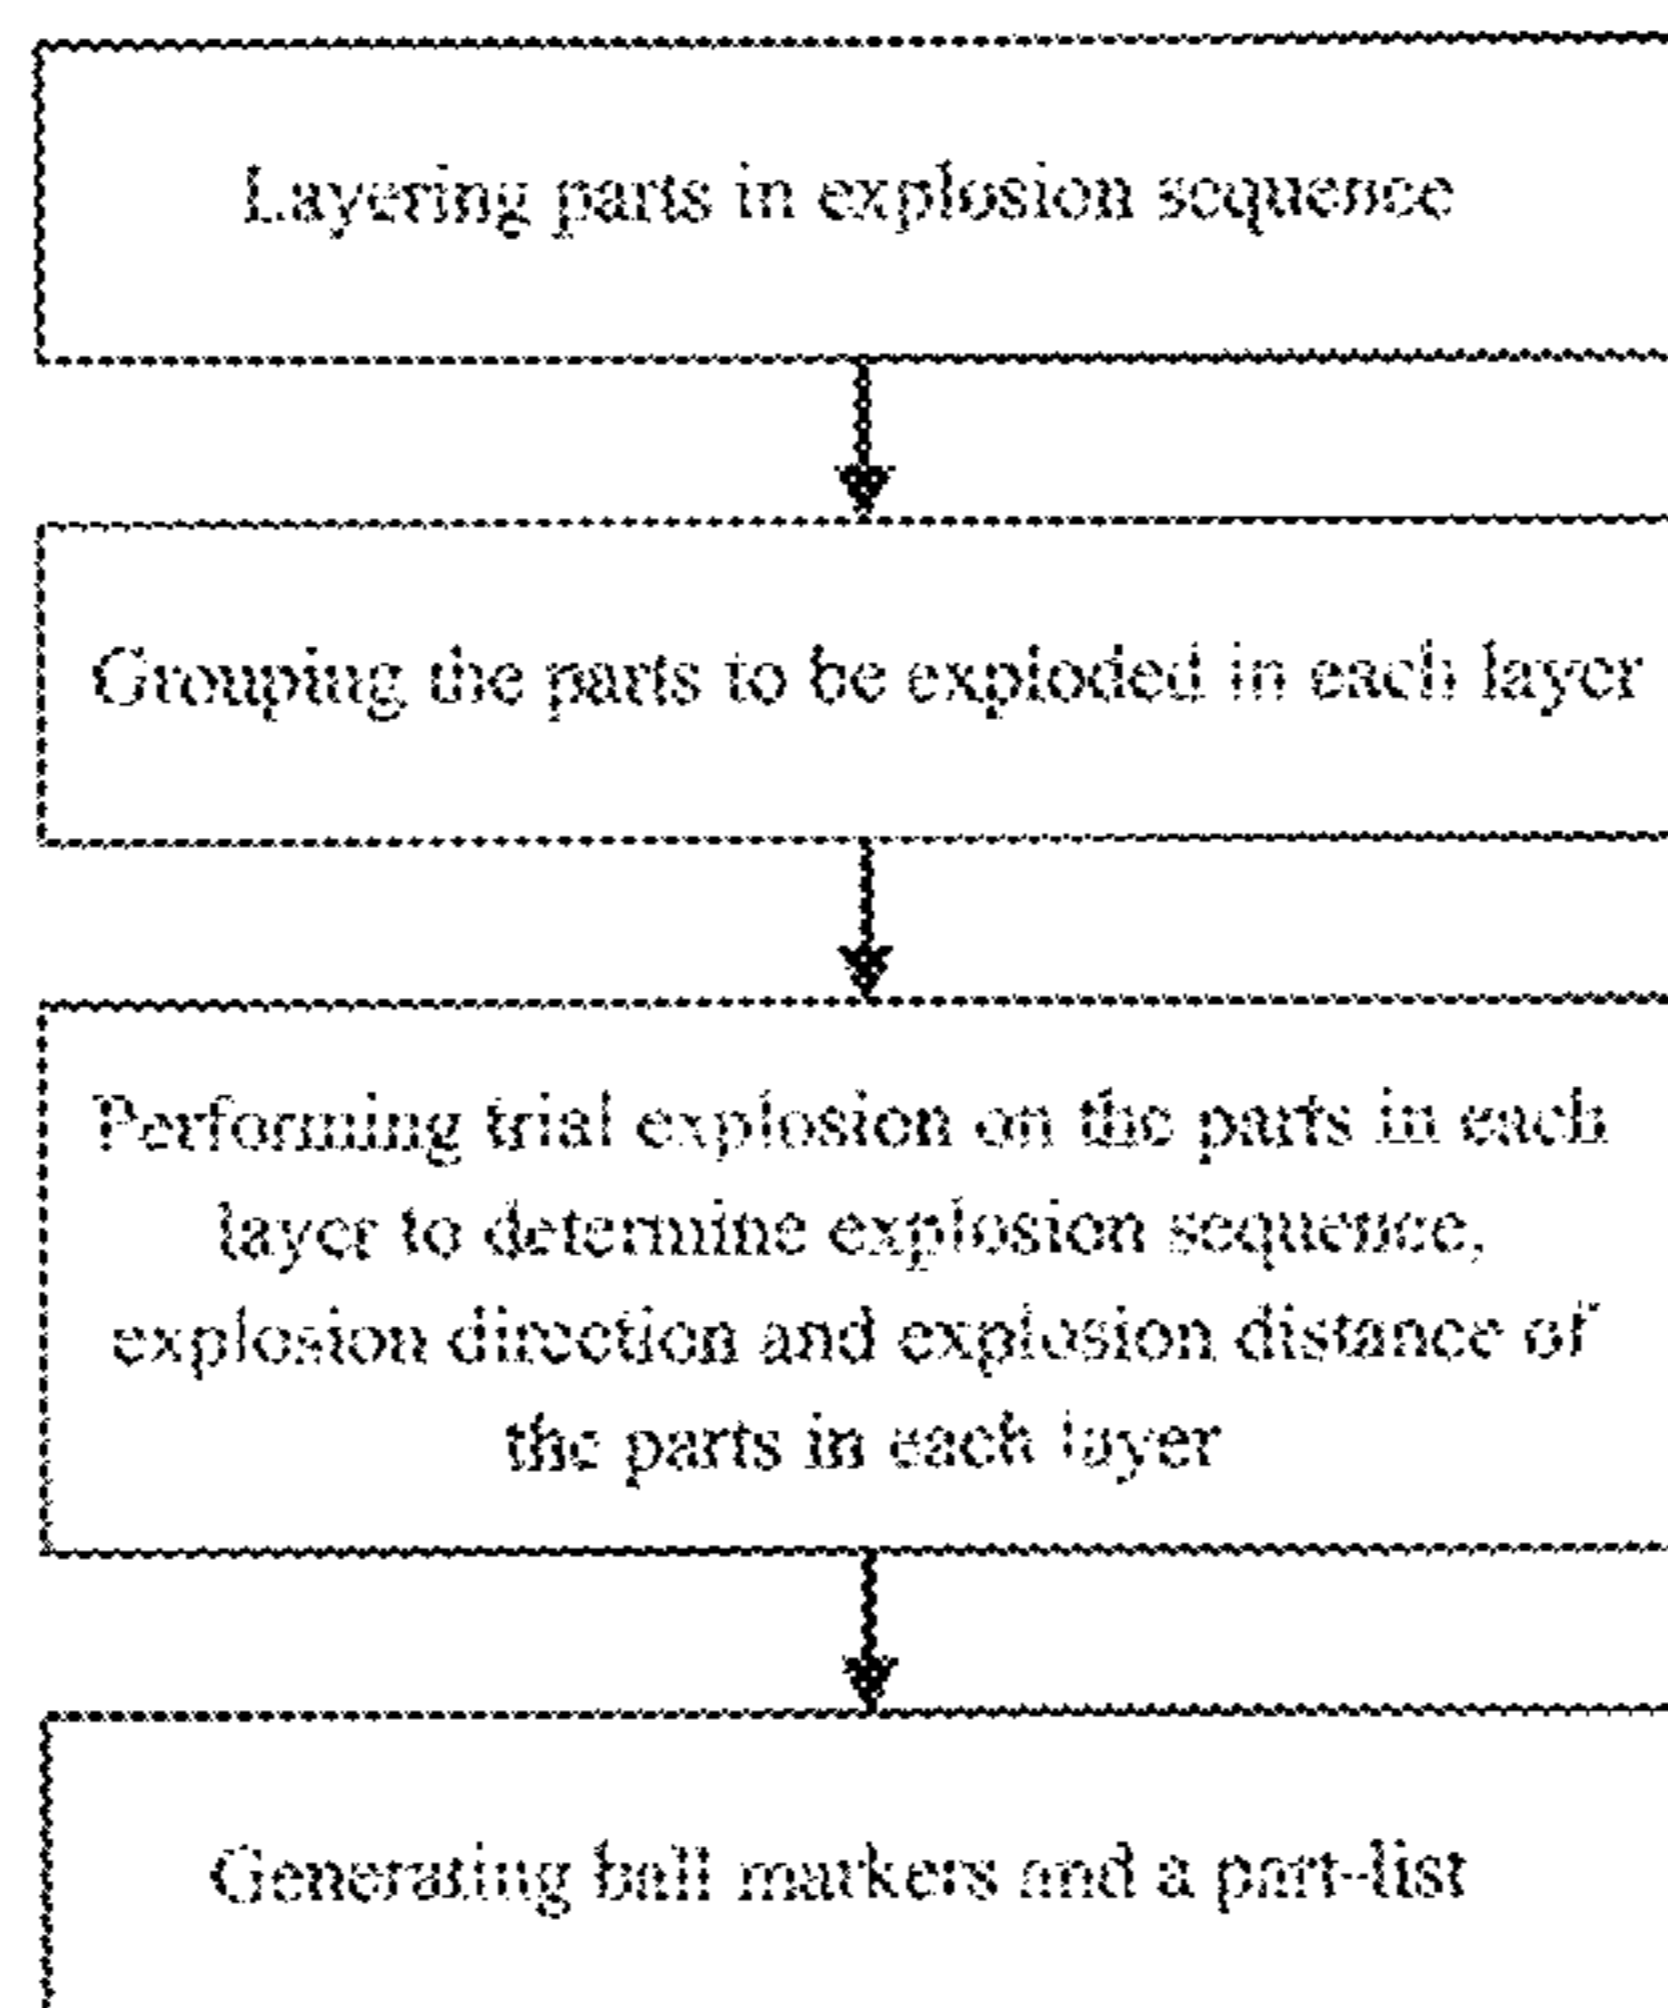 Layering parts in explosion sequence
Grouping the parts to be exploded in each layer
Performing trial explosion on the parts in each
layer to determine explosion sequence,
explosion direction and explosion distance of
the parts in each layer
Generating ball markers and a part-list